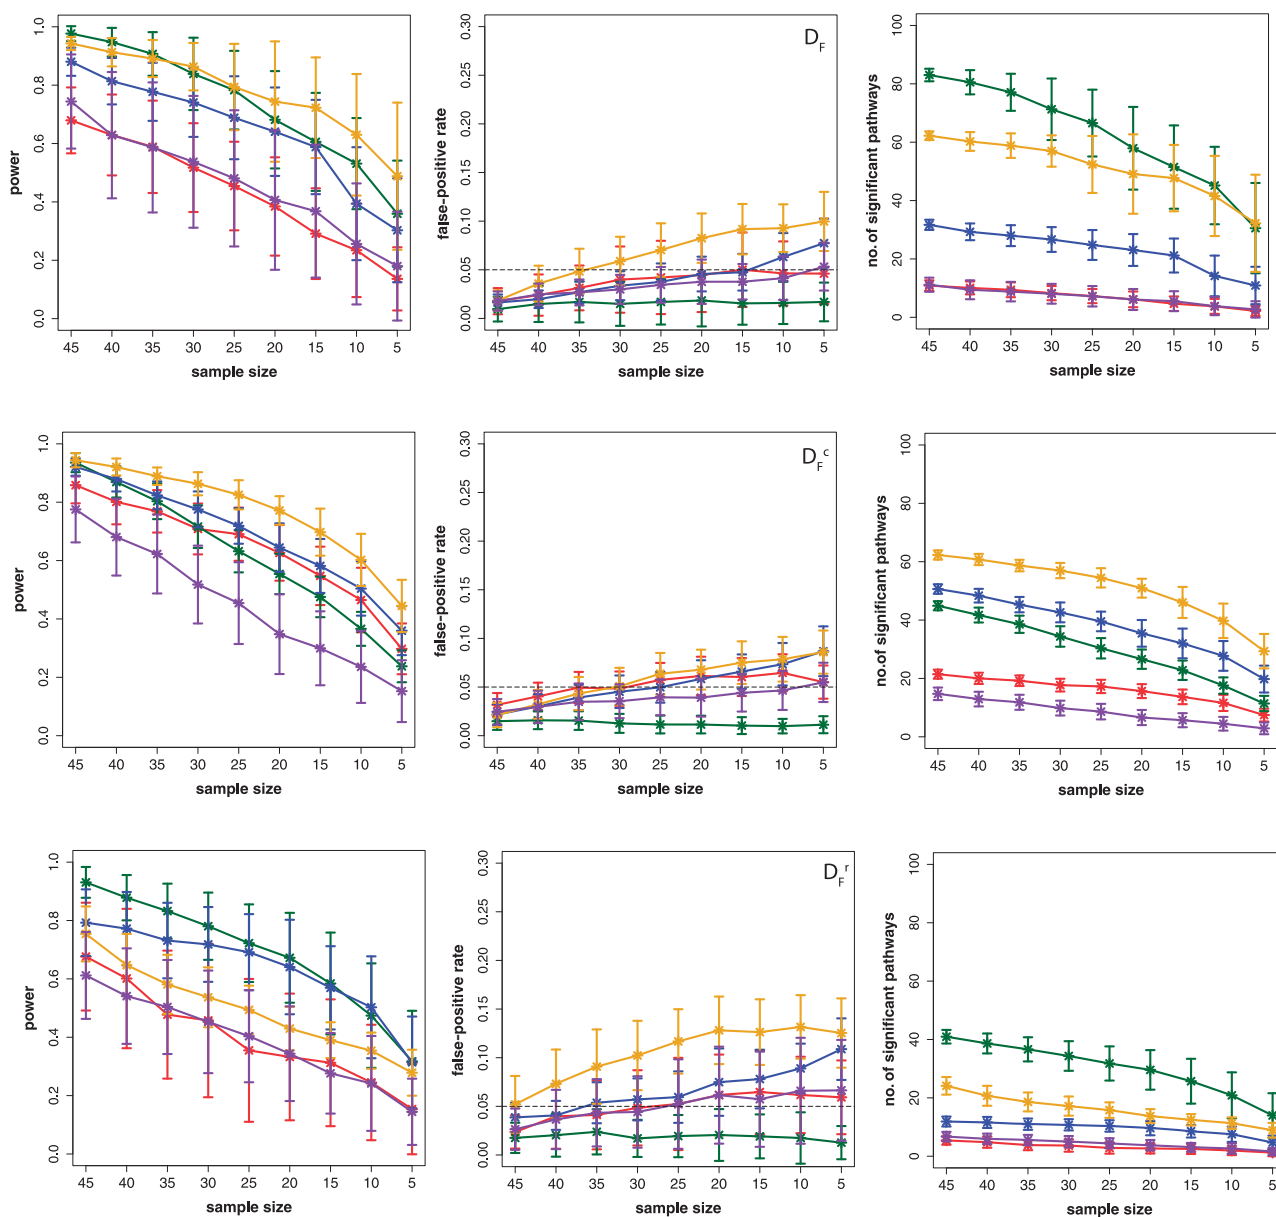 power
0.0 0.2 0.4 0.6 0.8 1.0
45 40 35 30 25 20 15 10 5
sample size
D_F
false-positive rate
0.00 0.05 0.10 0.15 0.20 0.25 0.30
45 40 35 30 25 20 15 10 5
sample size
no. of significant pathways
0 20 40 60 80 100
45 40 35 30 25 20 15 10 5
sample size
power
0.0 0.2 0.4 0.6 0.8 1.0
45 40 35 30 25 20 15 10 5
sample size
D_F^c
false-positive rate
0.00 0.05 0.10 0.15 0.20 0.25 0.30
45 40 35 30 25 20 15 10 5
sample size
no.of significant pathways
0 20 40 60 80 100
45 40 35 30 25 20 15 10 5
sample size
power
0.0 0.2 0.4 0.6 0.8 1.0
45 40 35 30 25 20 15 10 5
sample size
D_F^r
false-positive rate
0.00 0.05 0.10 0.15 0.20 0.25 0.30
45 40 35 30 25 20 15 10 5
sample size
no. of significant pathways
0 20 40 60 80 100
45 40 35 30 25 20 15 10 5
sample size